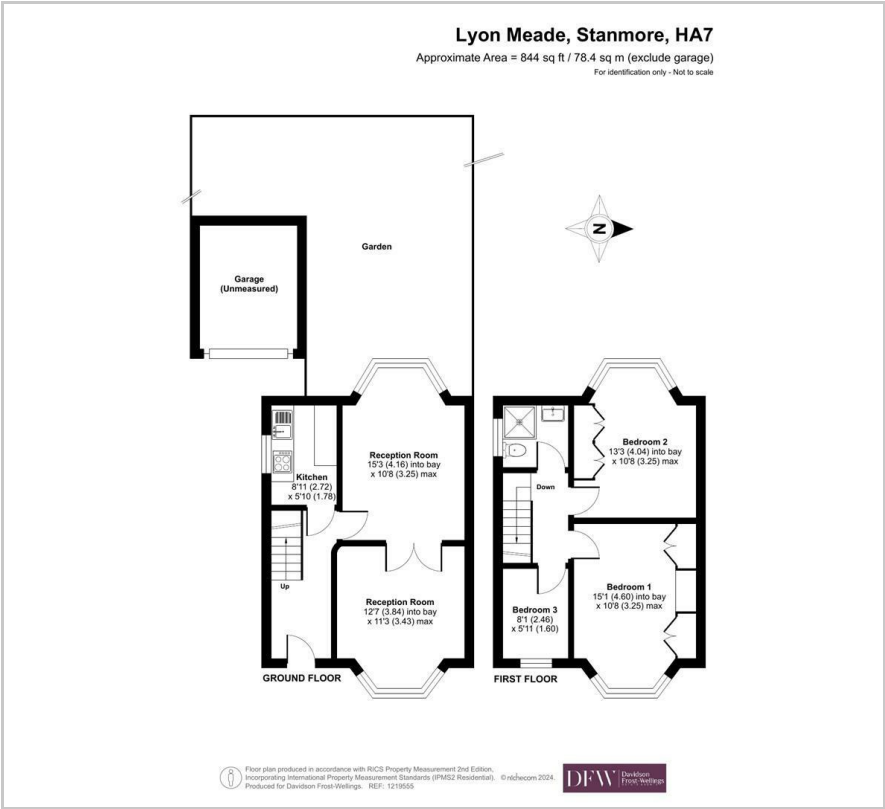 Lyon Meade, Stanmore, HA7
Approximate Area = 844 sq ft / 78.4 sq m (exclude garage)
For identification only - Not to scale
Garden
N
Garage
(Unmeasured)
Reception Room
15'3 (4.16) into bay
x 10'8 (3.25) max
Kitchen
8'11 (2.72)
x 5'10 (1.78)
Up
Reception Room
12'7 (3.84) into bay
x 11'3 (3.43) max
GROUND FLOOR
Bedroom 2
13'3 (4.04) into bay
x 10'8 (3.25) max
Down
Bedroom 1
15'1 (4.60) into bay
x 10'8 (3.25) max
Bedroom 3
8'1 (2.46)
x 5'11 (1.60)
FIRST FLOOR
Floor plan produced in accordance with RICS Property Measurement 2nd Edition,
Incorporating International Property Measurement Standards (IPMS2 Residential). © nichecom 2024.
Produced for Davidson Frost-Wellings. REF: 1219555
DFW
Davidson
Frost-Wellings